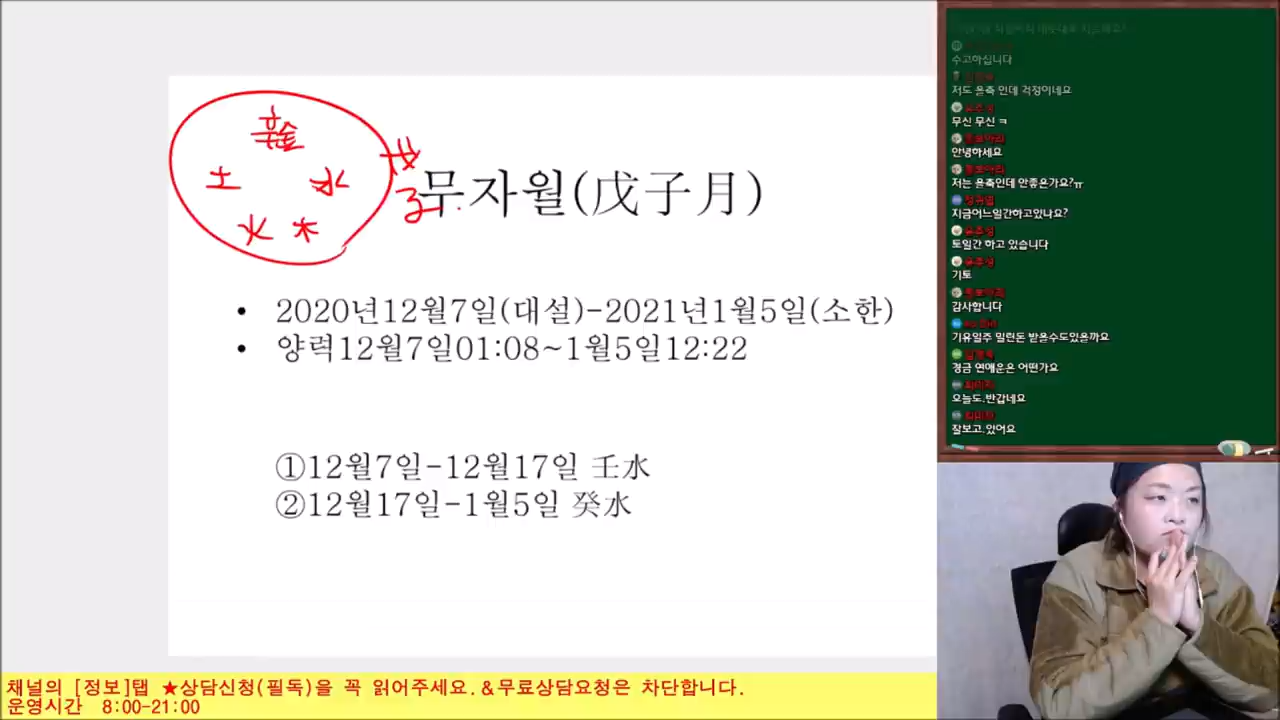 辛金
土 水
火 木
戊
子
무자월(戊子月)
• 2020년12월7일(대설)-2021년1월5일(소한)
• 양력12월7일01:08~1월5일12:22
①12월7일-12월17일 壬水
②12월17일-1월5일 癸水
수고하십니다
저도 을축 인데 걱정이네요
무신 무신 ㅋ
안녕하세요
저는 을축인데 안좋은가요?ㅠ
지금어느일간하고있나요?
토일간 하고 있습니다
기토
감사합니다
기유일주 밀린돈 받을수도있을까요
경금 연애운은 어떤가요
오늘도.반갑네요
잘보고.있어요
채널의 [정보]탭 ★상담신청(필독)을 꼭 읽어주세요.&무료상담요청은 차단합니다.
운영시간 8:00-21:00